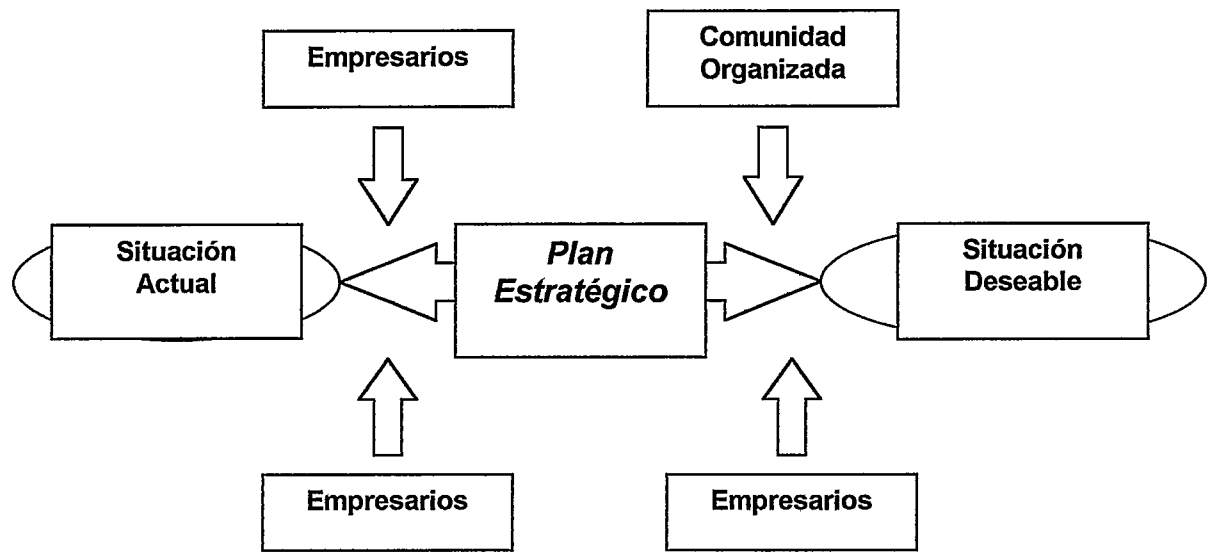 Empresarios
Comunidad
Organizada
Situación
Actual
Plan
Estratégico
Situación
Deseable
Empresarios
Empresarios